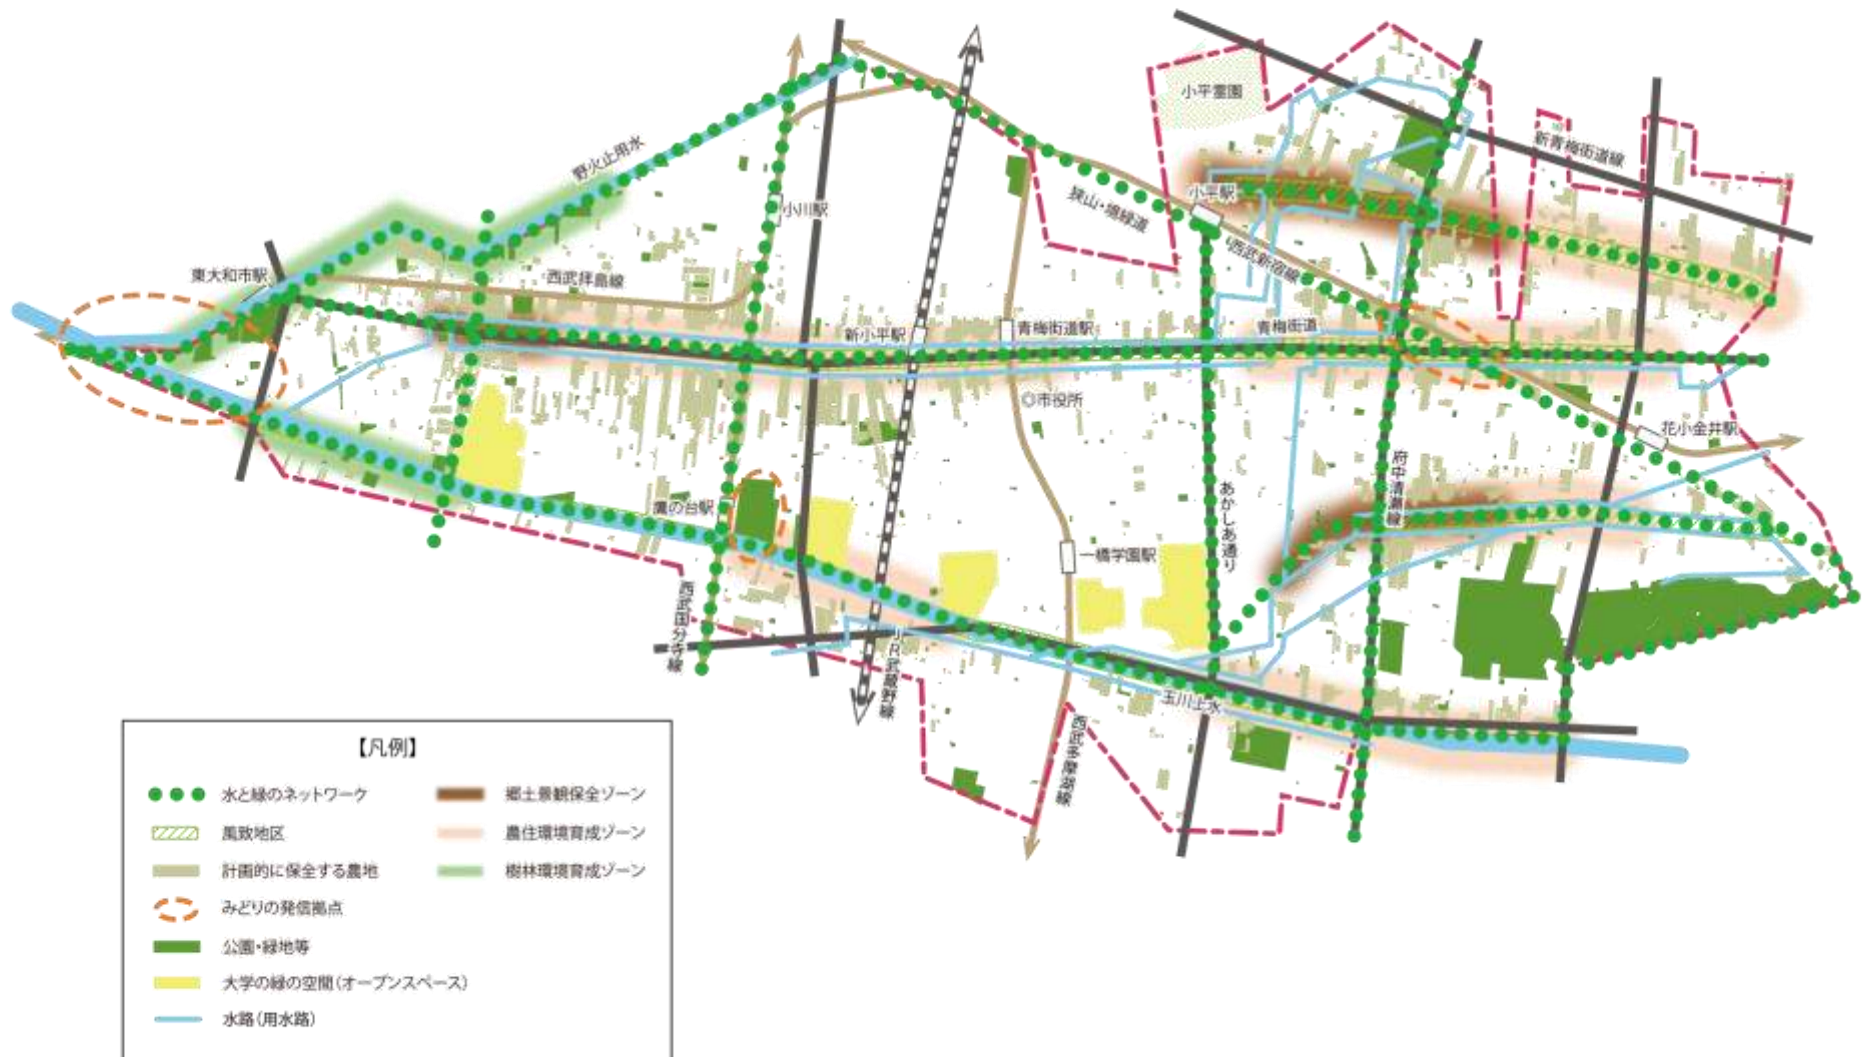 小平霊園
新青梅街道線
野火止用水
小平駅
小川駅
狭山・境緑道
西武新宿線
東大和市駅
西武拝島線
新小平駅
青梅街道駅
青梅街道
◎市役所
花小金井駅
府中清瀬線
あかしあ通り
鷹の台駅
一橋学園駅
西武国分寺線
JR武蔵野線
玉川上水
西武多摩湖線
【凡例】
水と緑のネットワーク
風致地区
計画的に保全する農地
みどりの発信拠点
公園・緑地等
大学の緑の空間（オープンスペース）
水路（用水路）
郷土景観保全ゾーン
農住環境育成ゾーン
樹林環境育成ゾーン